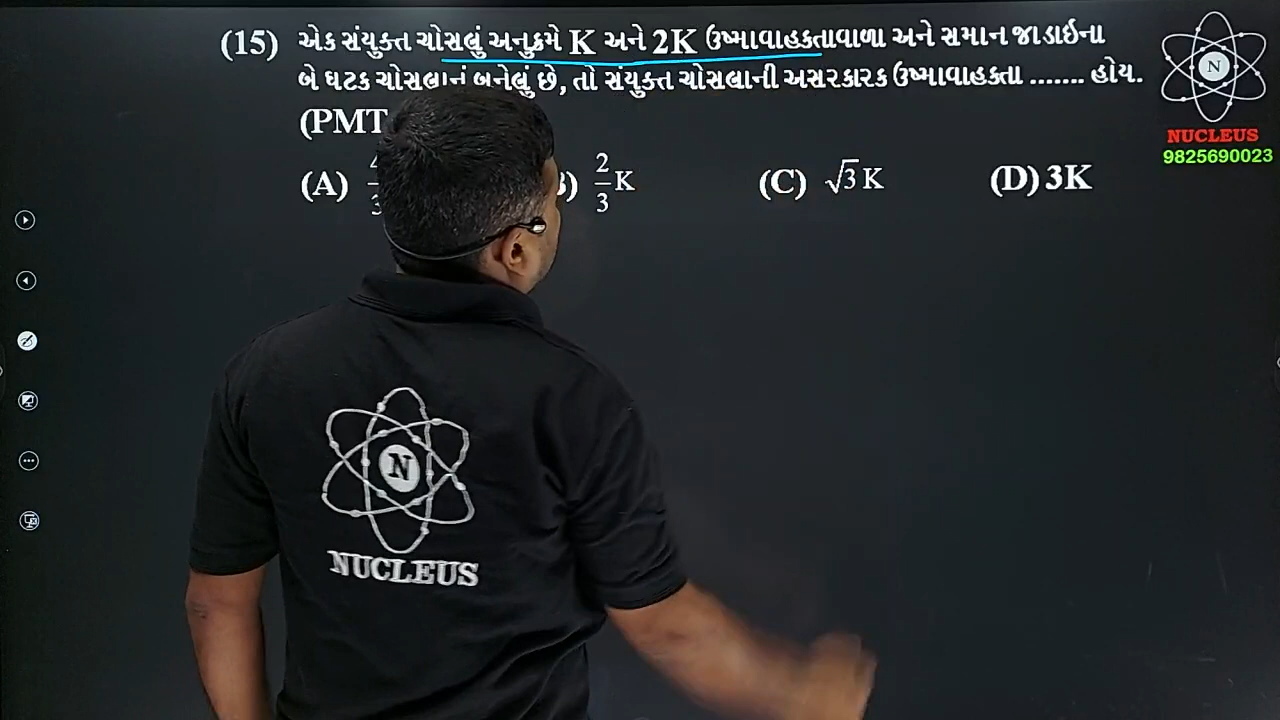 (15) એક સંયુક્ત ચોસલું અનુક્રમે K અને 2K ઉષ્માવાહકતાવાળા અને સમાન જાડાઈના
બે ઘટક ચોસલાનું બનેલું છે, તો સંયુક્ત ચોસલાની અસરકારક ઉષ્માવાહક્તા ....... હોય.
(PMT
(A) (B) 2/3 K (C) √3 K (D) 3K
N
NUCLEUS
9825690023
N
NUCLEUS